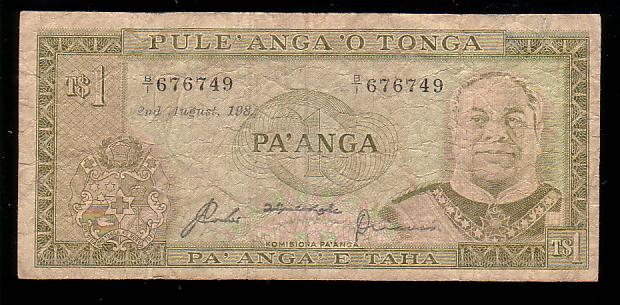 PULE'ANGA 'O TONGA
T$1
B/1 676749
B/1 676749
2nd August, 198
1
PA'ANGA
KOMISIONA PA'ANGA
PA'ANGA 'E TAHA
T$1